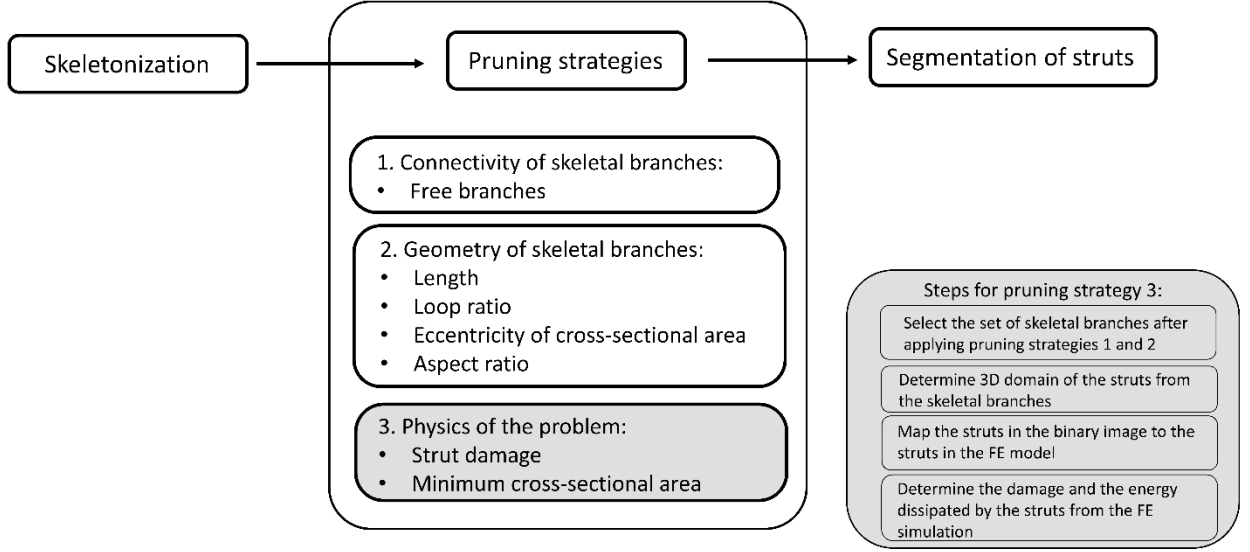 Skeletonization
Pruning strategies
Segmentation of struts
1. Connectivity of skeletal branches:
• Free branches
2. Geometry of skeletal branches:
• Length
• Loop ratio
• Eccentricity of cross-sectional area
• Aspect ratio
3. Physics of the problem:
• Strut damage
• Minimum cross-sectional area
Steps for pruning strategy 3:
Select the set of skeletal branches after
applying pruning strategies 1 and 2
Determine 3D domain of the struts from
the skeletal branches
Map the struts in the binary image to the
struts in the FE model
Determine the damage and the energy
dissipated by the struts from the FE
simulation